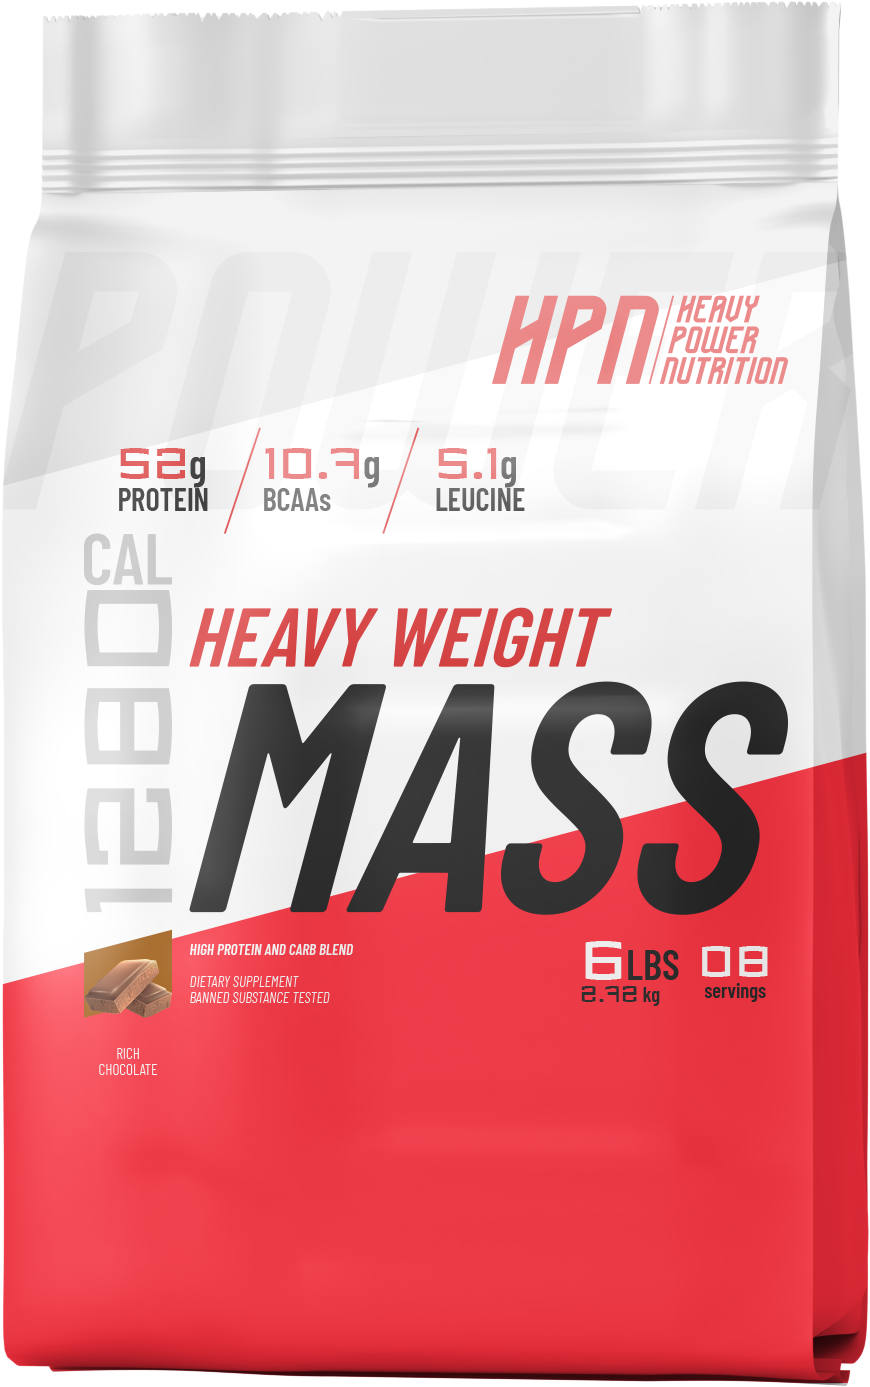 POWER
HPN
HEAVY
POWER
NUTRITION
52g
PROTEIN
10.7g
BCAAs
5.1g
LEUCINE
1280 CAL
HEAVY WEIGHT
MASS
HIGH PROTEIN AND CARB BLEND
DIETARY SUPPLEMENT
BANNED SUBSTANCE TESTED
6LBS
2.72 kg
08
servings
RICH
CHOCOLATE